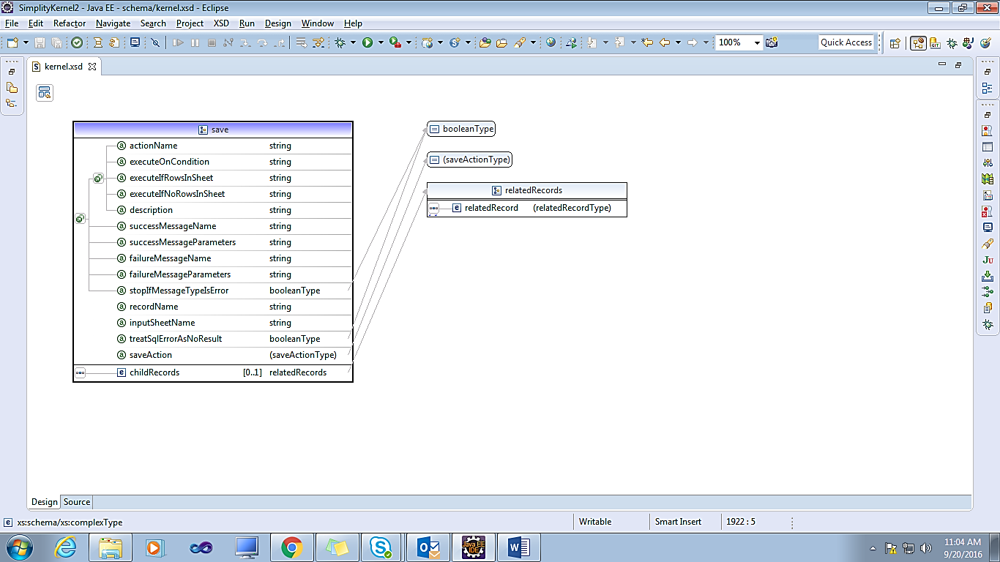 SimplityKernel2 - Java EE - schema/kernel.xsd - Eclipse
File Edit Refactor Navigate Search Project XSD Run Design Window Help
100% Quick Access
kernel.xsd
save
actionName string
executeOnCondition string
executeIfRowsInSheet string
executeIfNoRowsInSheet string
description string
successMessageName string
successMessageParameters string
failureMessageName string
failureMessageParameters string
stopIfMessageTypeIsError booleanType
recordName string
inputSheetName string
treatSqlErrorAsNoResult booleanType
saveAction (saveActionType)
childRecords [0..1] relatedRecords
booleanType
(saveActionType)
relatedRecords
relatedRecord (relatedRecordType)
Design Source
xs:schema/xs:complexType Writable Smart Insert 1922 : 5
Java EE
IDE
11:04 AM
9/20/2016